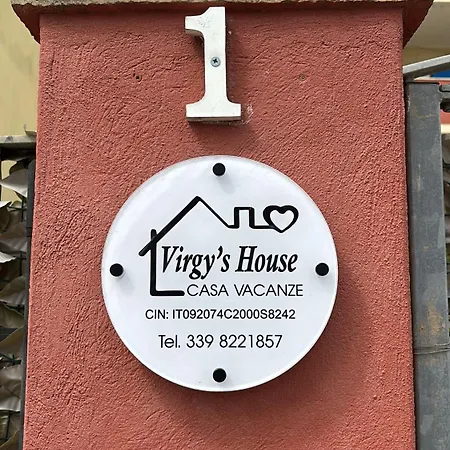 1
Virgy's House
CASA VACANZE
CIN: IT092074C2000S8242
Tel. 339 8221857